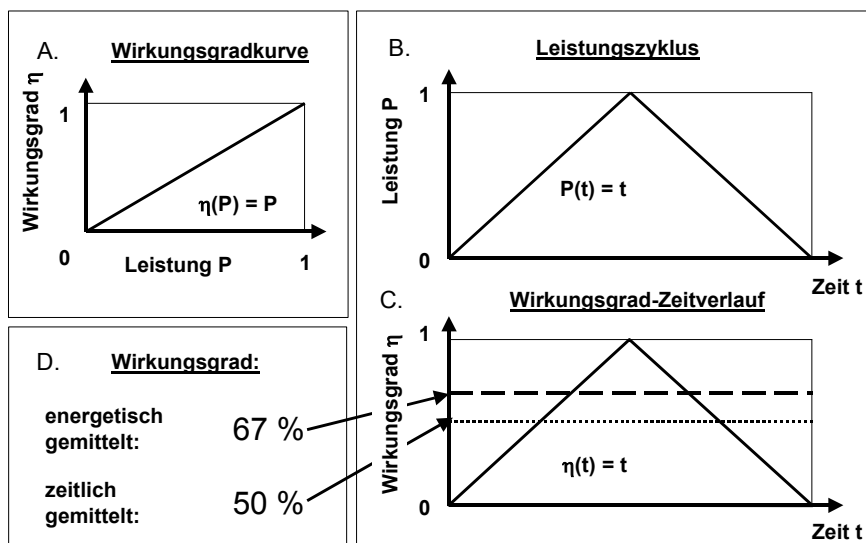 A.
Wirkungsgradkurve
Wirkungsgrad η
1
η(P) = P
0
Leistung P
1
B.
Leistungszyklus
Leistung P
1
P(t) = t
0
Zeit t
C.
Wirkungsgrad-Zeitverlauf
Wirkungsgrad η
1
η(t) = t
0
Zeit t
D.
Wirkungsgrad:
energetisch
gemittelt:
67 %
zeitlich
gemittelt:
50 %